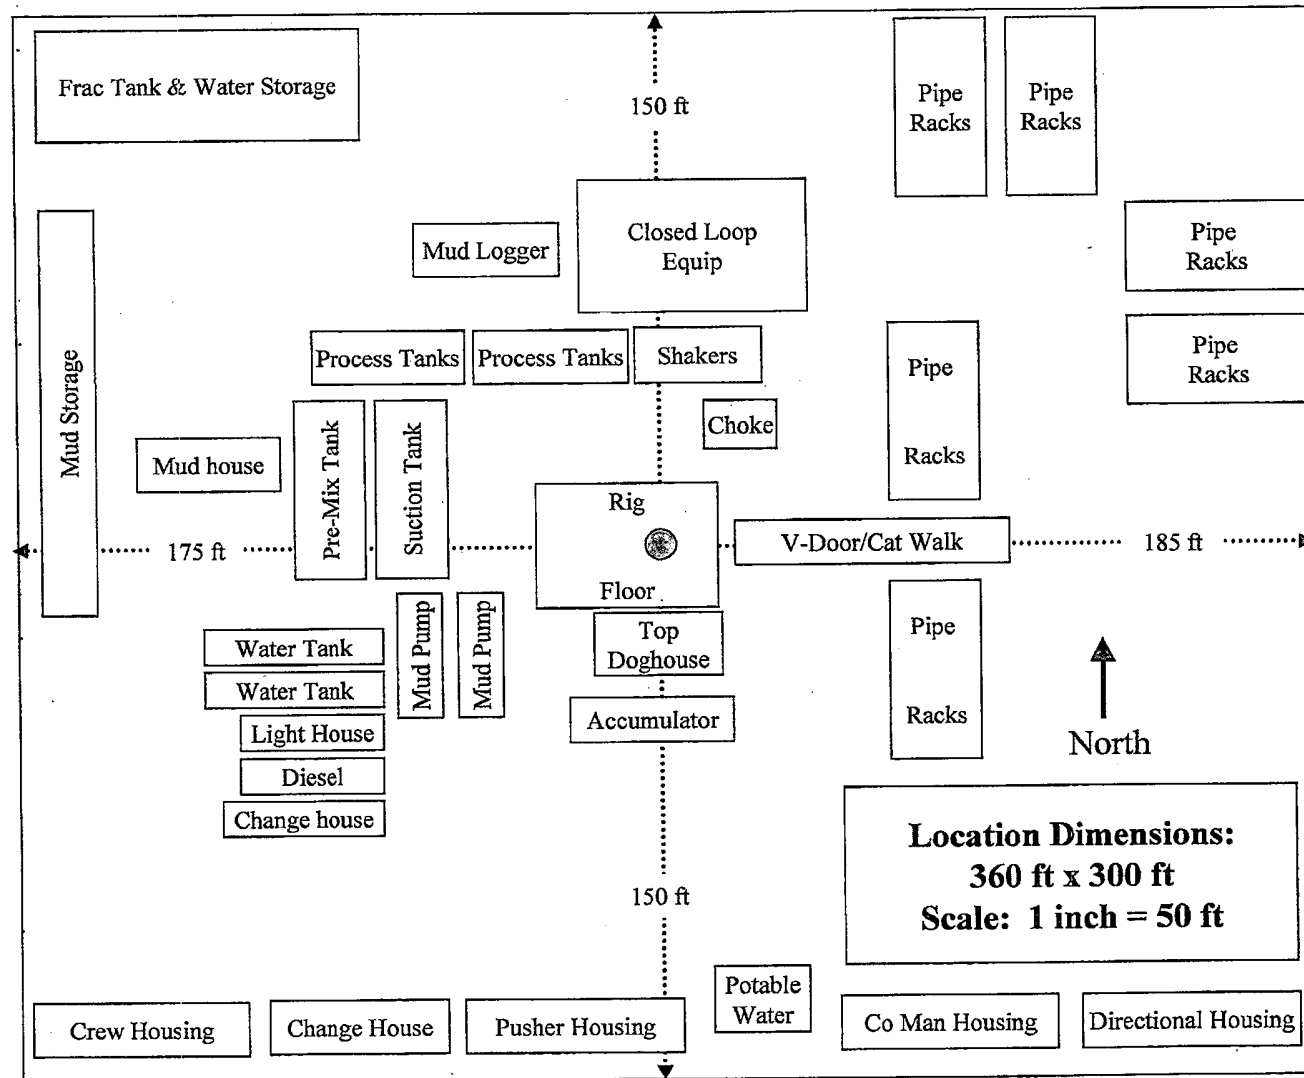 Frac Tank & Water Storage
150 ft
Pipe
Racks
Pipe
Racks
Mud Logger
Closed Loop
Equip
Pipe
Racks
Mud Storage
Process Tanks
Process Tanks
Shakers
Pipe
Racks
Pipe
Racks
Choke
Mud house
Pre-Mix Tank
Suction Tank
Rig
Floor
175 ft
V-Door/Cat Walk
185 ft
Water Tank
Water Tank
Light House
Diesel
Change house
Mud Pump
Mud Pump
Top
Doghouse
Accumulator
Pipe
Racks
North
Location Dimensions:
360 ft x 300 ft
Scale: 1 inch = 50 ft
150 ft
Crew Housing
Change House
Pusher Housing
Potable
Water
Co Man Housing
Directional Housing